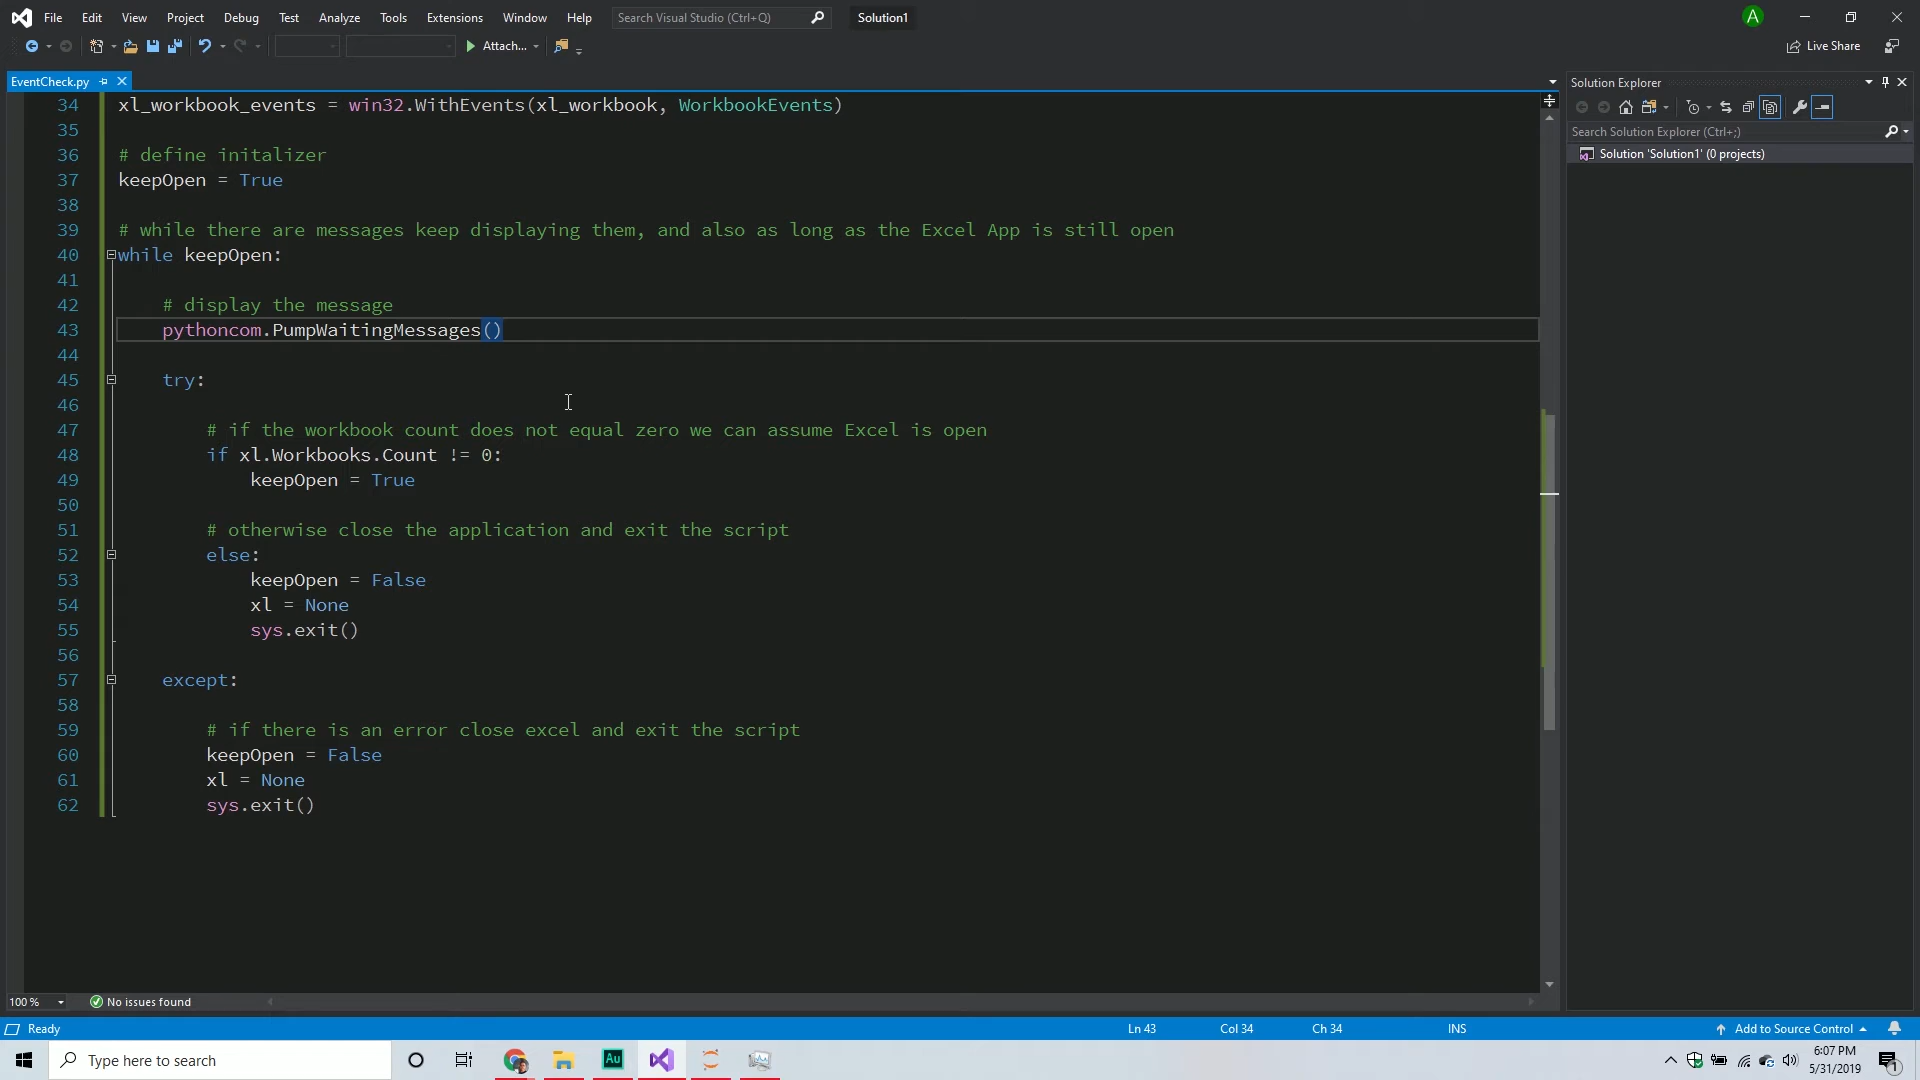 File Edit View Project Debug Test Analyze Tools Extensions Window Help Search Visual Studio (Ctrl+Q) Solution1 A
Attach... Live Share
EventCheck.py
34 xl_workbook_events = win32.WithEvents(xl_workbook, WorkbookEvents)
35
36 # define initalizer
37 keepOpen = True
38
39 # while there are messages keep displaying them, and also as long as the Excel App is still open
40 while keepOpen:
41
42 # display the message
43 pythoncom.PumpWaitingMessages()
44
45 try:
46
47 # if the workbook count does not equal zero we can assume Excel is open
48 if xl.Workbooks.Count != 0:
49 keepOpen = True
50
51 # otherwise close the application and exit the script
52 else:
53 keepOpen = False
54 xl = None
55 sys.exit()
56
57 except:
58
59 # if there is an error close excel and exit the script
60 keepOpen = False
61 xl = None
62 sys.exit()
Solution Explorer
Search Solution Explorer (Ctrl+;)
Solution 'Solution1' (0 projects)
100 % No issues found
Ready Ln 43 Col 34 Ch 34 INS Add to Source Control
Type here to search Au 6:07 PM
5/31/2019 1